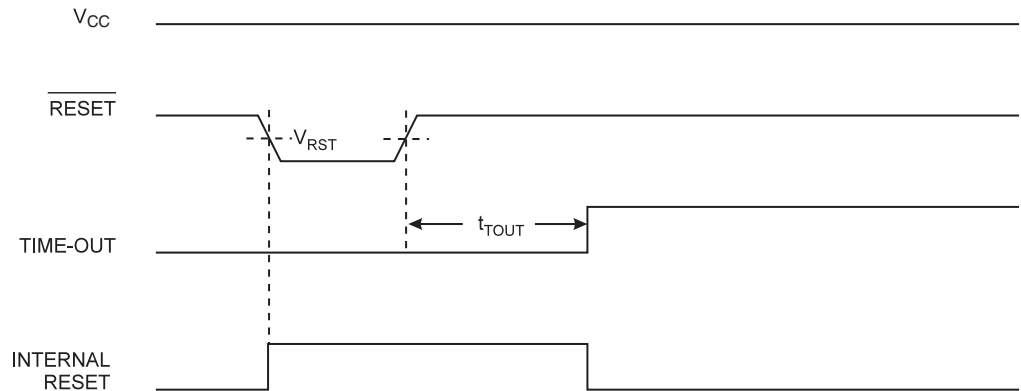 VCC
RESET
VRST
tTOUT
TIME-OUT
INTERNAL
RESET